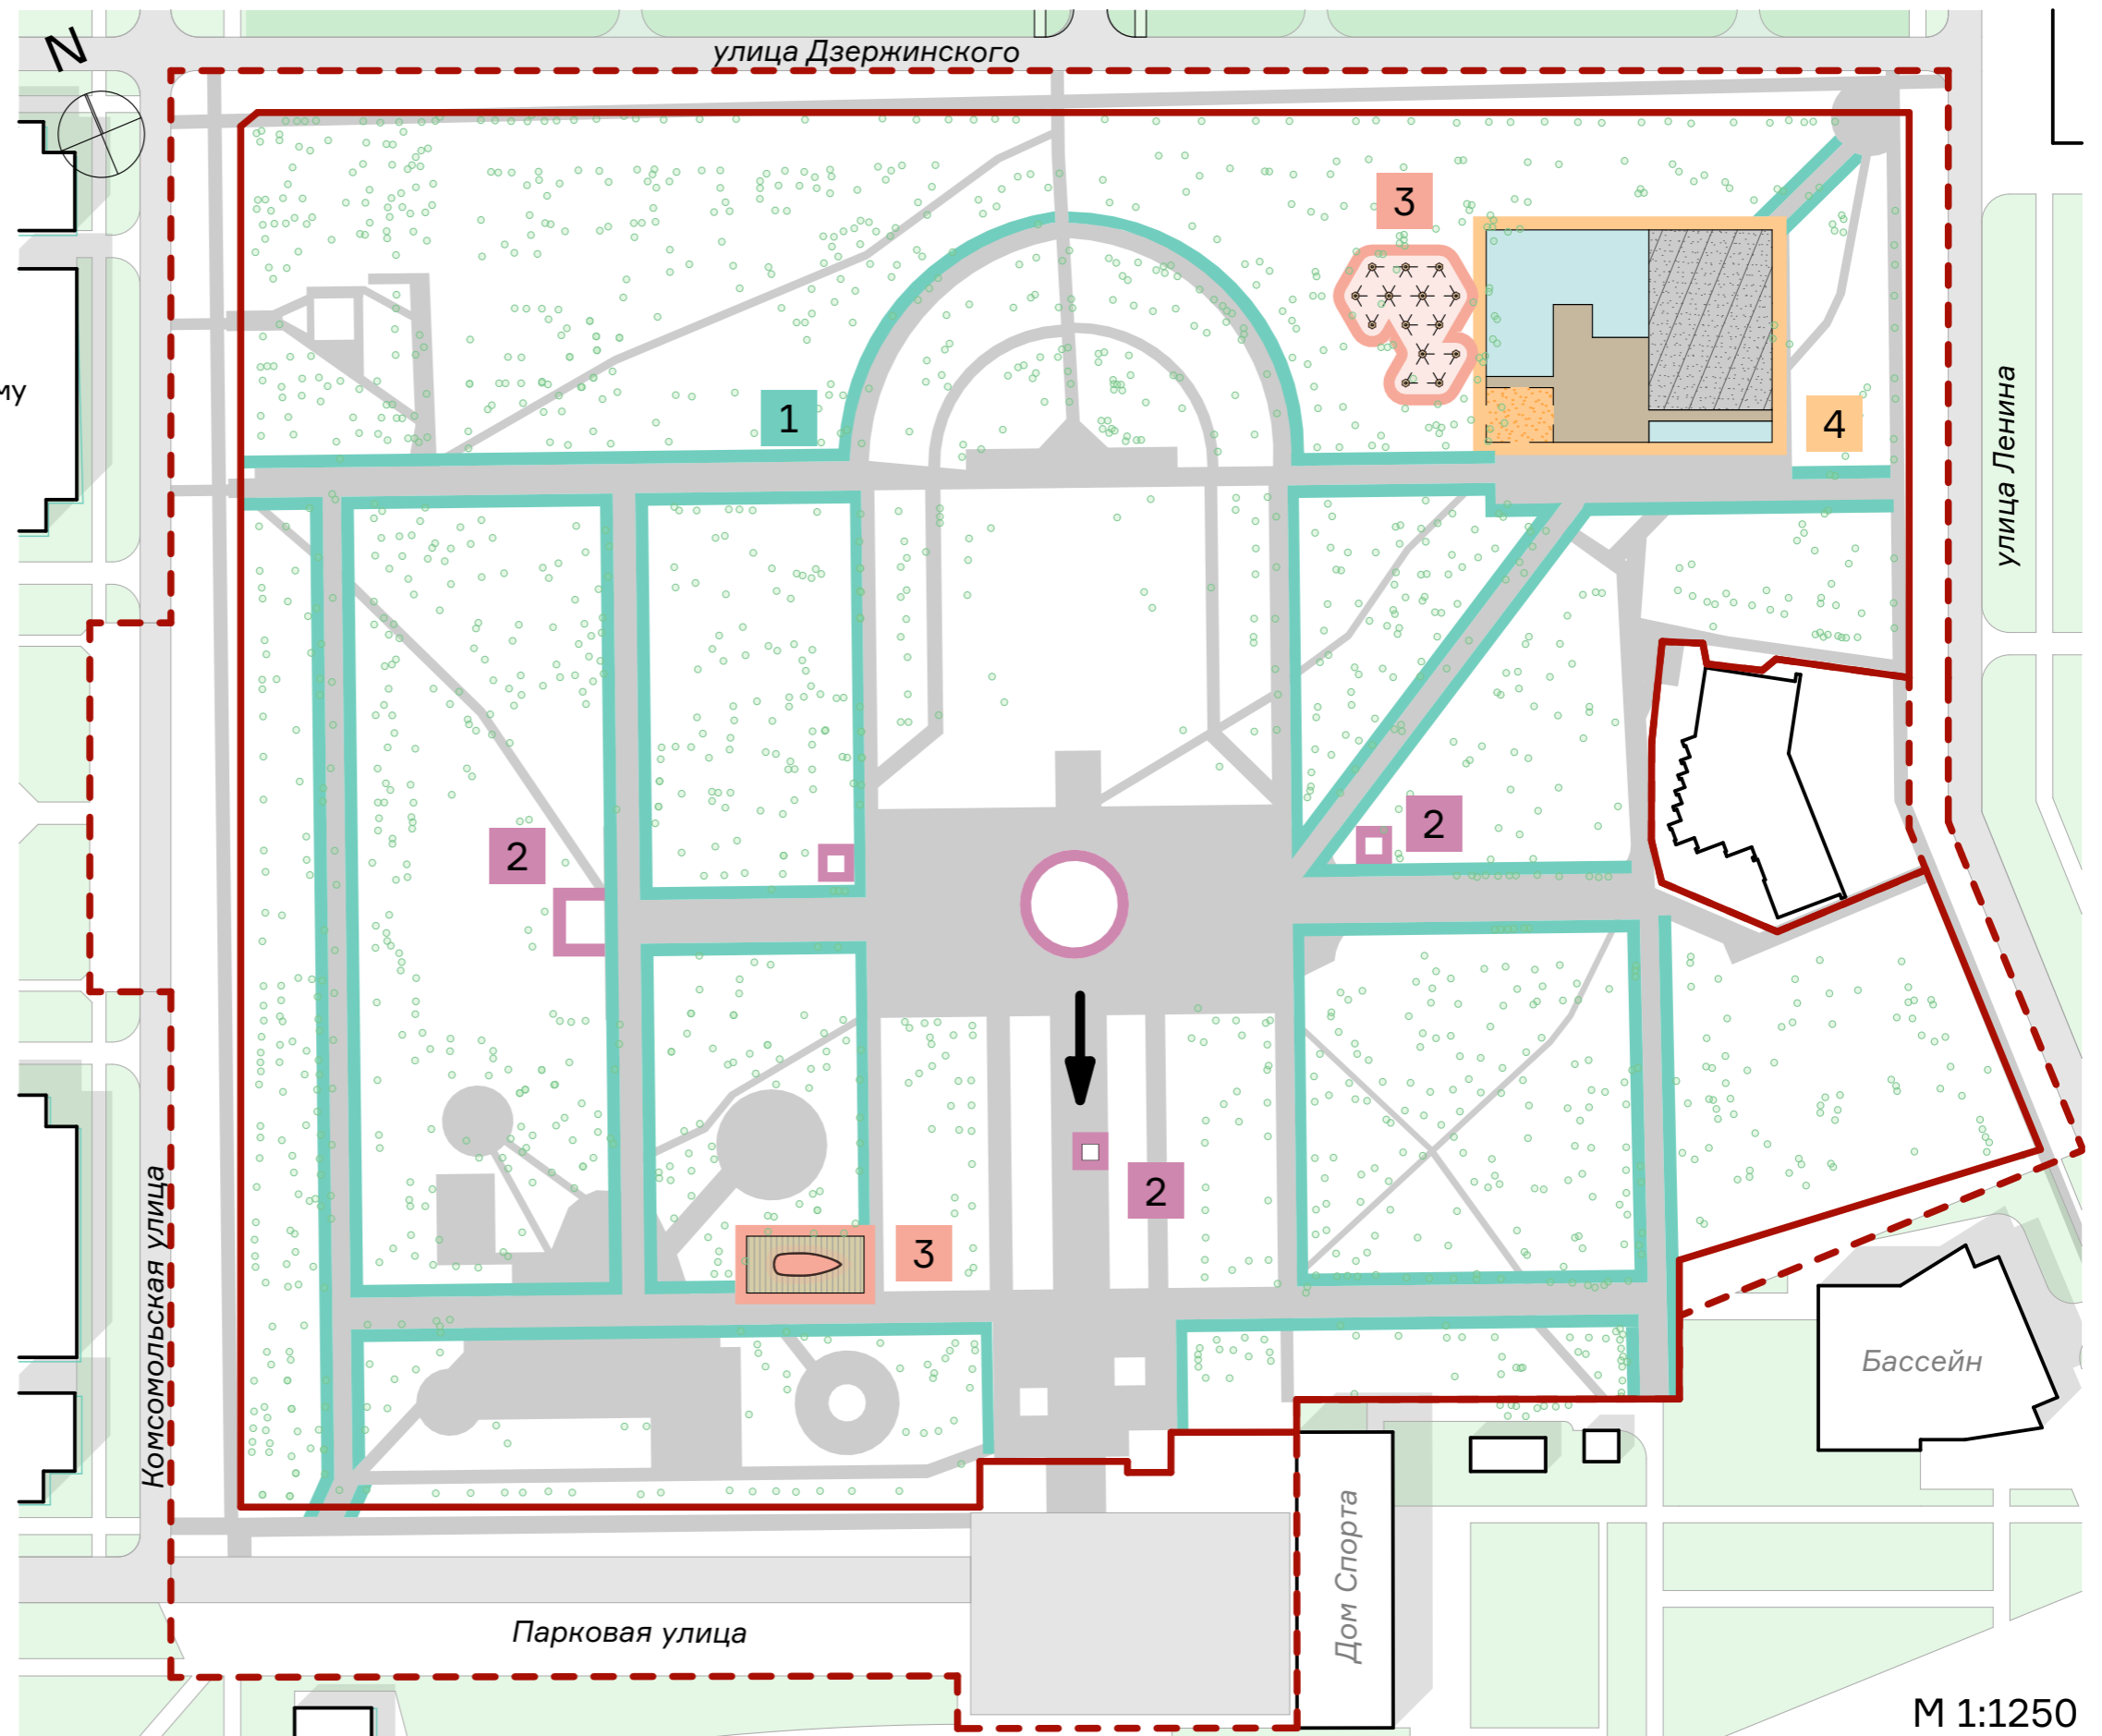 N
улица Дзержинского
3
му
1
4
улица Ленина
2
2
2
3
Комсомольская улица
Бассейн
Дом Спорта
Парковая улица
М 1:1250